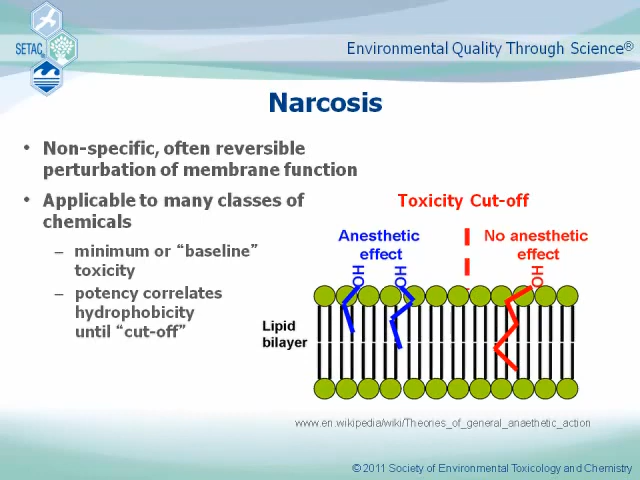 SETAC
Environmental Quality Through Science®
Narcosis
• Non-specific, often reversible
perturbation of membrane function
• Applicable to many classes of
chemicals
– minimum or “baseline”
toxicity
– potency correlates
hydrophobicity
until “cut-off”
Toxicity Cut-off
Anesthetic
effect
No anesthetic
effect
OH
OH
OH
Lipid
bilayer
www.en.wikipedia/wiki/Theories_of_general_anaethetic_action
© 2011 Society of Environmental Toxicology and Chemistry